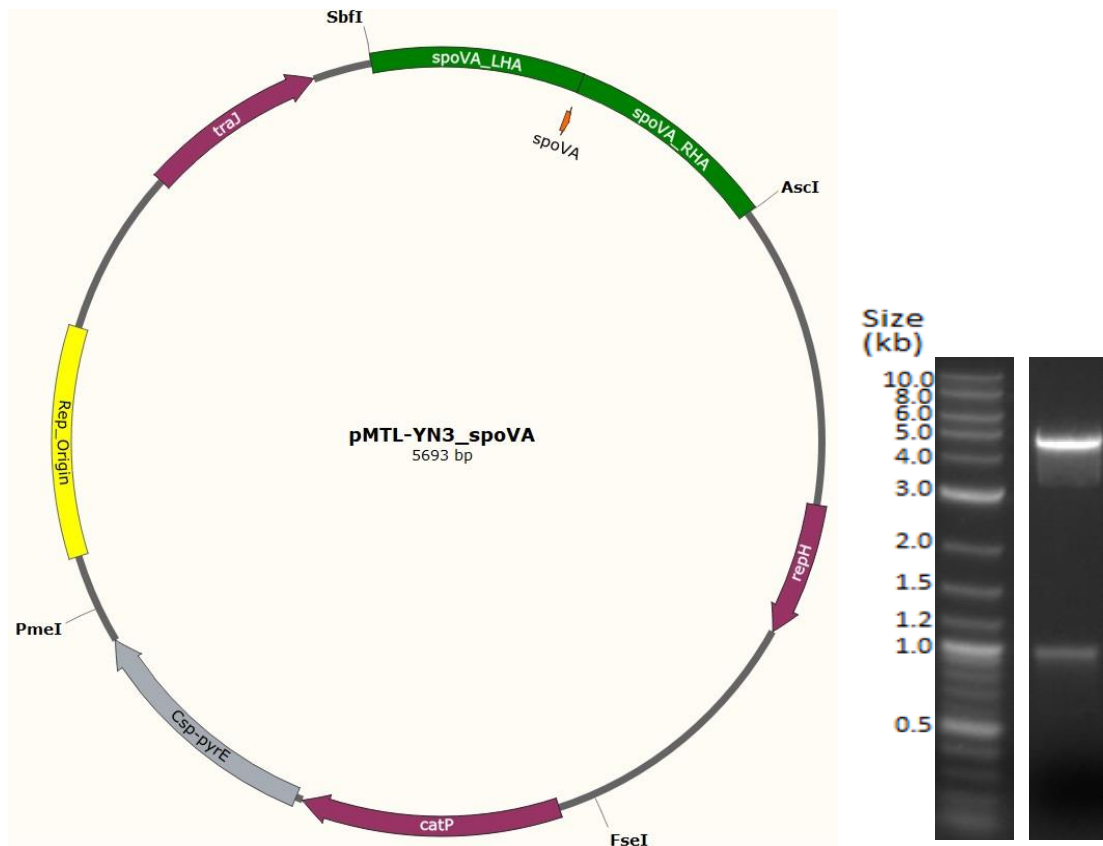 SbfI
spoVA_LHA
spoVA_RHA
spoVA
traJ
AscI
Rep_Origin
pMTL-YN3_spoVA
5693 bp
repH
PmeI
Csp-pyrE
catP
FseI
Size
(kb)
10.0
8.0
6.0
5.0
4.0
3.0
2.0
1.5
1.2
1.0
0.5